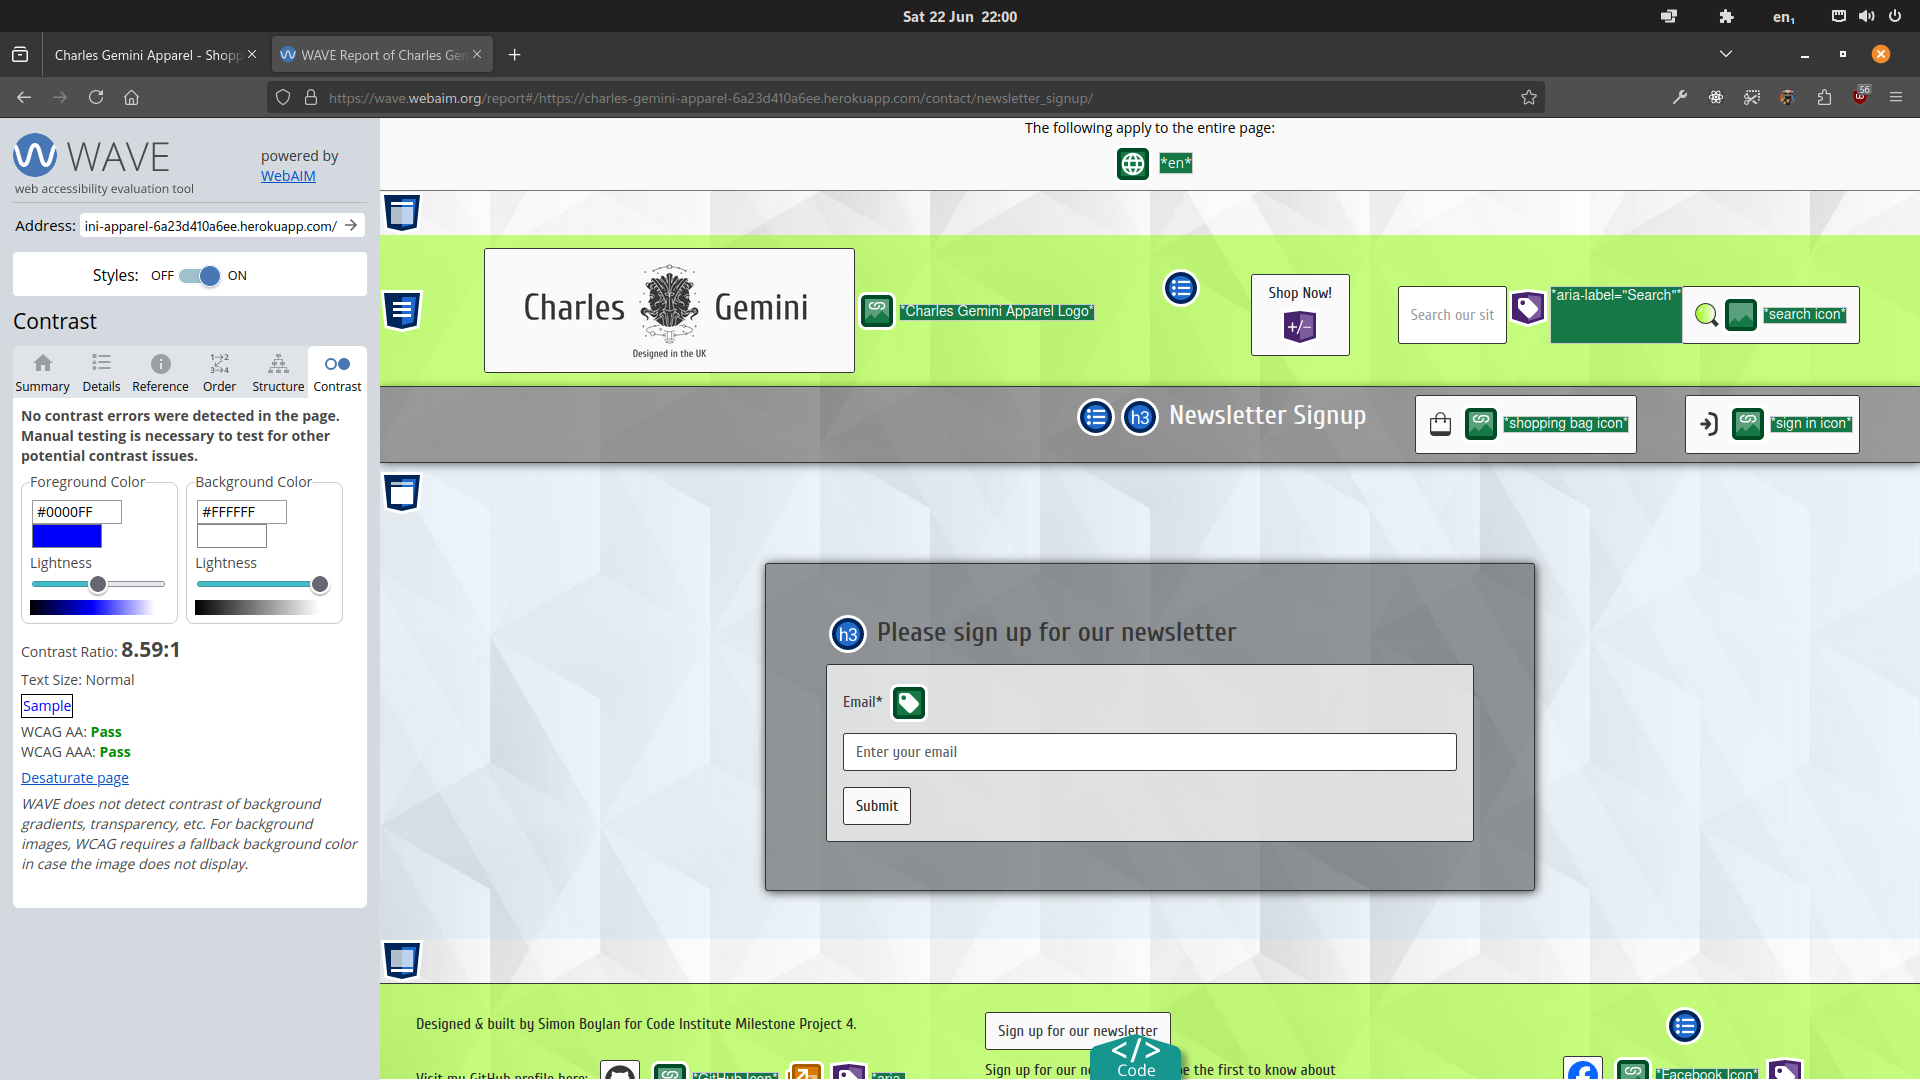 Sat 22 Jun 22:00
en₁
Charles Gemini Apparel - Shopp
WAVE Report of Charles Gem
https://wave.webaim.org/report#/https://charles-gemini-apparel-6a23d410a6ee.herokuapp.com/contact/newsletter_signup/
56
WAVE
web accessibility evaluation tool
powered by
WebAIM
Address: ini-apparel-6a23d410a6ee.herokuapp.com/
Styles: OFF ON
Contrast
Summary Details Reference Order Structure Contrast
No contrast errors were detected in the page.
Manual testing is necessary to test for other
potential contrast issues.
Foreground Color
#0000FF
Lightness
Background Color
#FFFFFF
Lightness
Contrast Ratio: 8.59:1
Text Size: Normal
Sample
WCAG AA: Pass
WCAG AAA: Pass
Desaturate page
WAVE does not detect contrast of background
gradients, transparency, etc. For background
images, WCAG requires a fallback background color
in case the image does not display.
The following apply to the entire page:
*en*
Charles Gemini
Designed in the UK
*Charles Gemini Apparel Logo*
Shop Now!
+/-
Search our sit
*aria-label="Search"*
*search icon*
h3 Newsletter Signup
*shopping bag icon*
*sign in icon*
h3 Please sign up for our newsletter
Email*
Enter your email
Submit
Designed & built by Simon Boylan for Code Institute Milestone Project 4.
Visit my GitHub profile here:
*GitHub Icon*
*aria
Sign up for our newsletter
</>
Code
Sign up for our
the first to know about
*Facebook Icon*